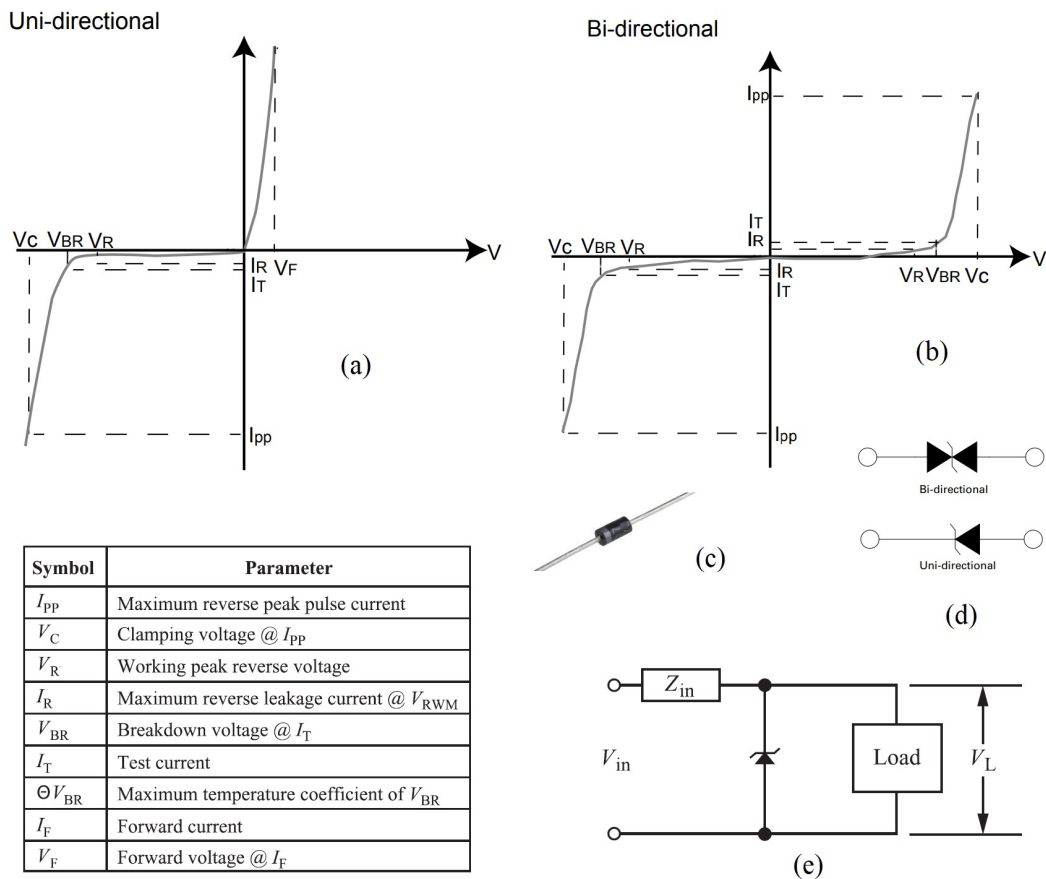 Uni-directional
Bi-directional
Ipp
Vc VBR VR V
IR VF
IT
IT
IR
Vc VBR VR V
IR VR VBR Vc
IT
(a)
(b)
Ipp
Ipp
Bi-directional
(c)
Uni-directional
(d)
Symbol Parameter
IPP Maximum reverse peak pulse current
VC Clamping voltage @ IPP
VR Working peak reverse voltage
IR Maximum reverse leakage current @ VRWM
VBR Breakdown voltage @ IT
IT Test current
ΘVBR Maximum temperature coefficient of VBR
IF Forward current
VF Forward voltage @ IF
Zin
Vin Load VL
(e)